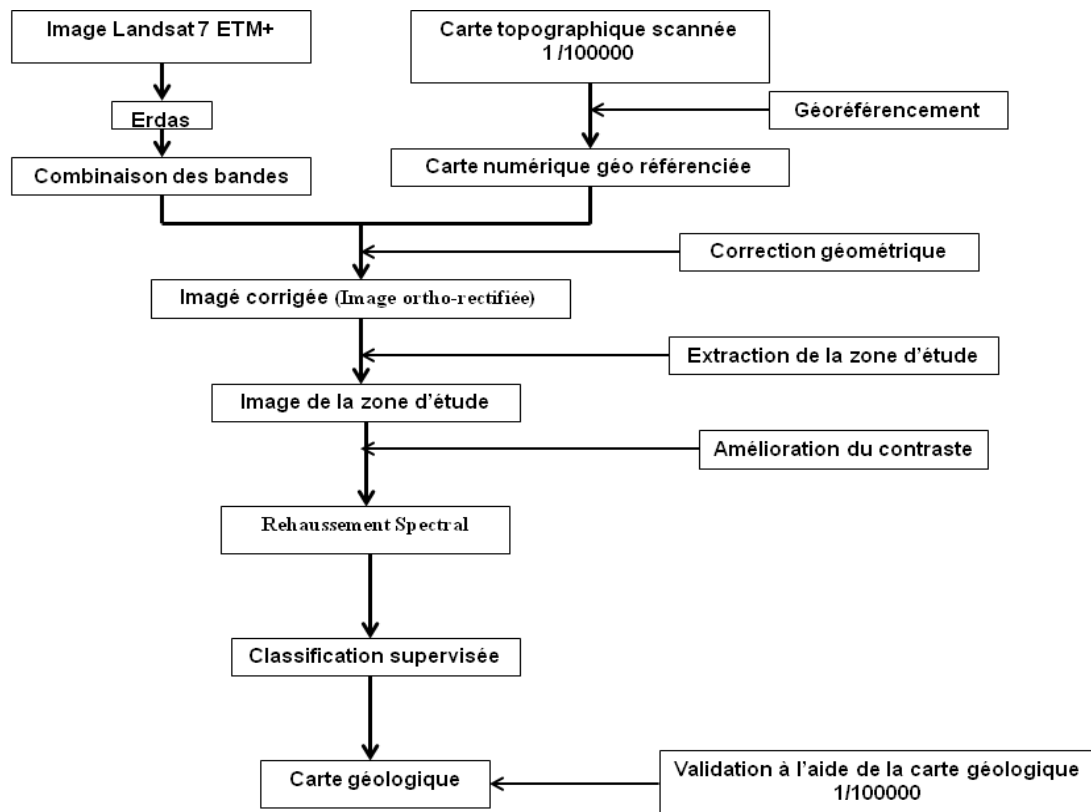 Image Landsat 7 ETM+
Carte topographique scannée
1 /100000
Erdas
Géoréférencement
Combinaison des bandes
Carte numérique géo référenciée
Correction géométrique
Imagé corrigée (Image ortho-rectifiée)
Extraction de la zone d'étude
Image de la zone d'étude
Amélioration du contraste
Rehaussement Spectral
Classification supervisée
Carte géologique
Validation à l'aide de la carte géologique
1/100000